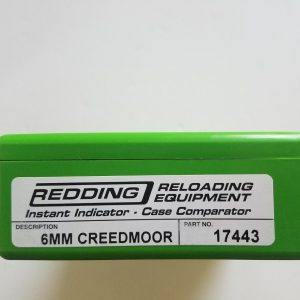 REDDING RELOADING EQUIPMENT
Instant Indicator - Case Comparator
DESCRIPTION PART NO.
6MM CREEDMOOR 17443